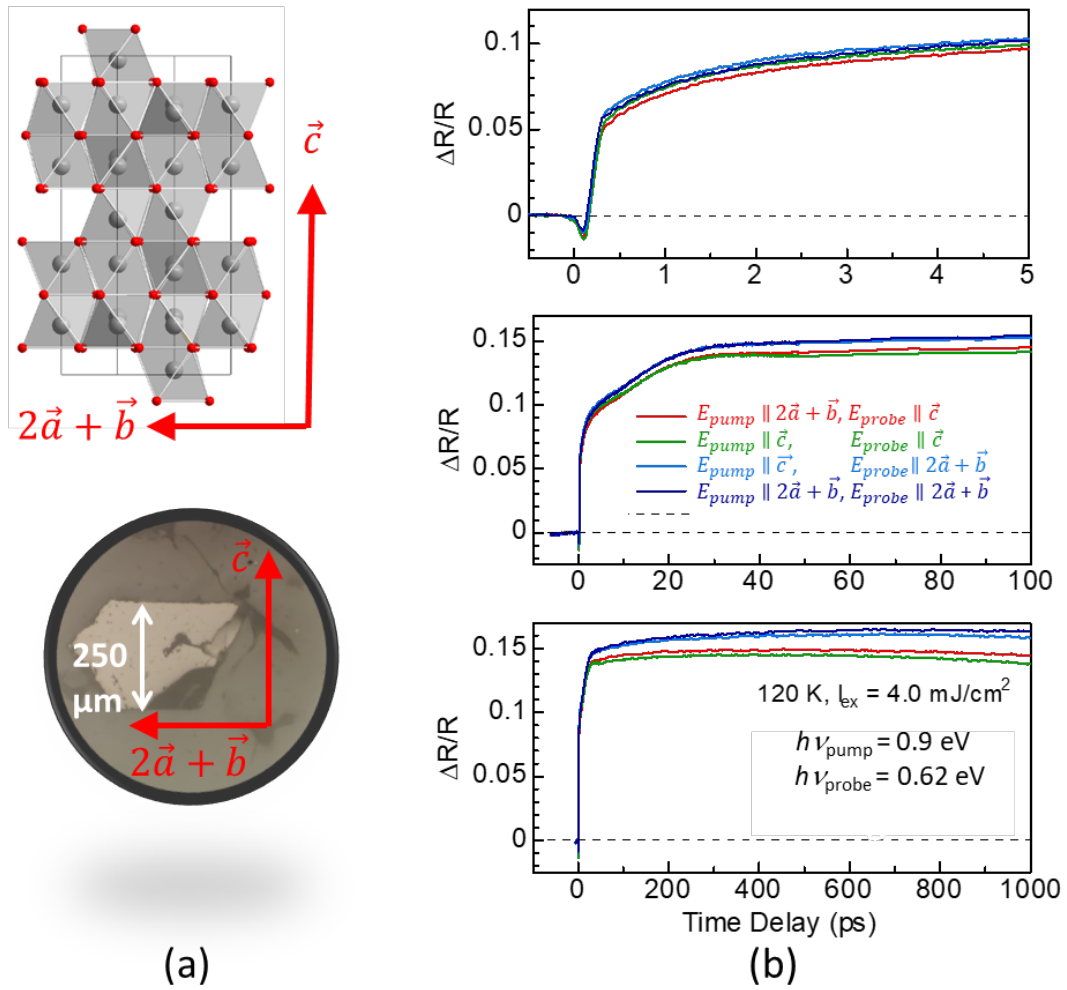 c⃗
2a⃗ + b⃗
c⃗
250
μm
2a⃗ + b⃗
(a)
0.1
0.05
0
ΔR/R
0 1 2 3 4 5
0.15
0.1
0.05
0
ΔR/R
E_pump ∥ 2a⃗ + b⃗, E_probe ∥ c⃗
E_pump ∥ c⃗, E_probe ∥ c⃗
E_pump ∥ c⃗, E_probe ∥ 2a⃗ + b⃗
E_pump ∥ 2a⃗ + b⃗, E_probe ∥ 2a⃗ + b⃗
0 20 40 60 80 100
0.15
0.1
0.05
0
ΔR/R
120 K, I_ex = 4.0 mJ/cm²
hν_pump = 0.9 eV
hν_probe = 0.62 eV
0 200 400 600 800 1000
Time Delay (ps)
(b)